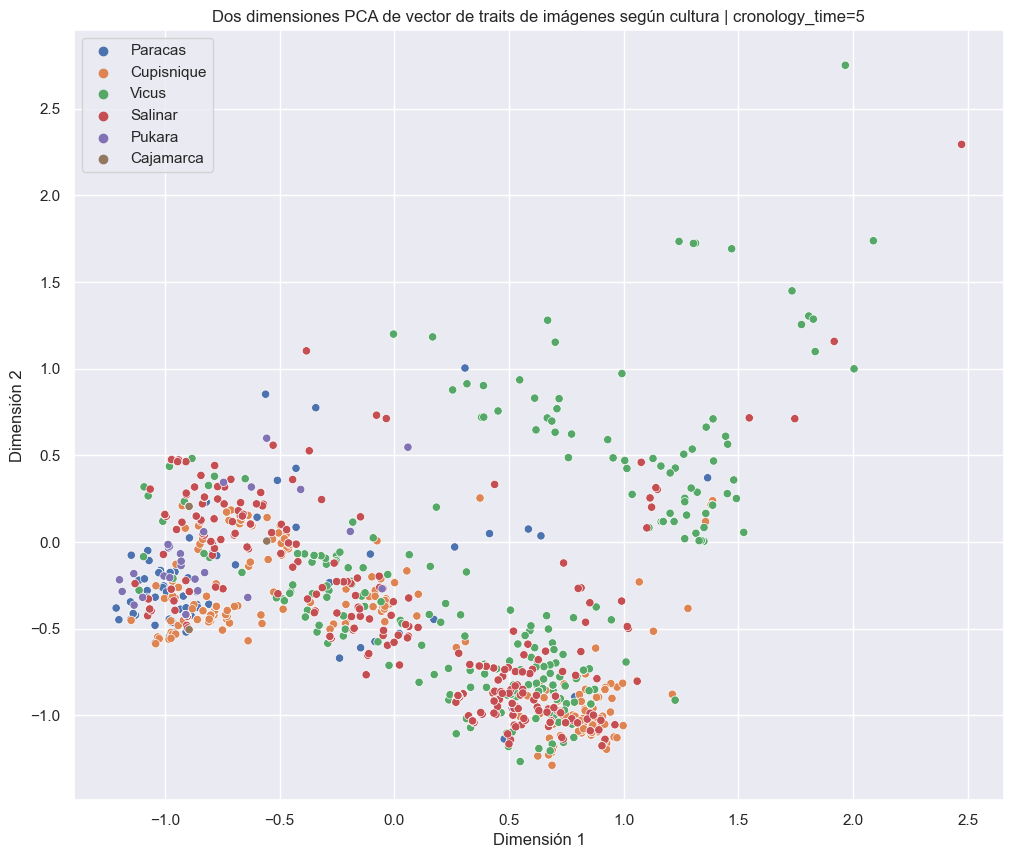 Dos dimensiones PCA de vector de traits de imágenes según cultura | cronology_time=5
Paracas
Cupisnique
Vicus
Salinar
Pukara
Cajamarca
2.5
2.0
1.5
1.0
0.5
0.0
−0.5
−1.0
Dimensión 2
−1.0
−0.5
0.0
0.5
1.0
1.5
2.0
2.5
Dimensión 1